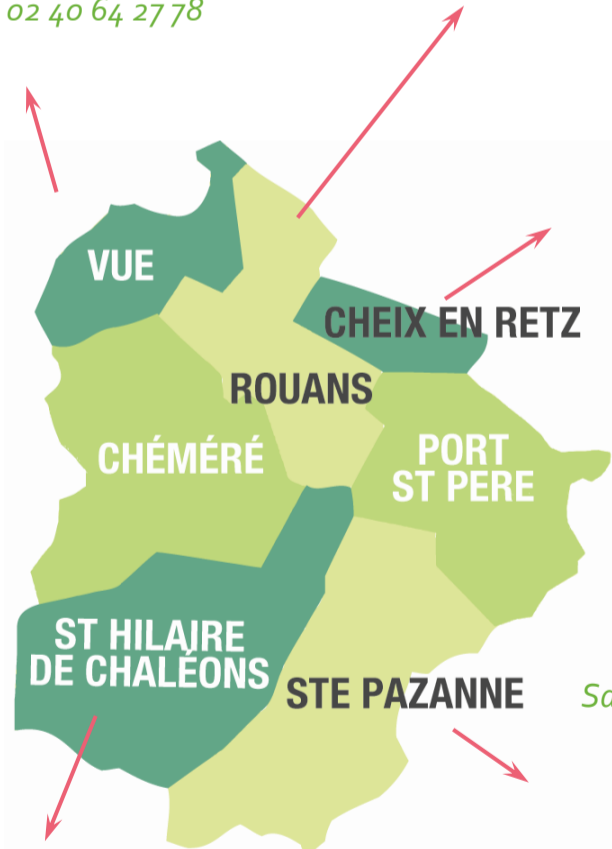 02 40 64 27 78
VUE
CHEIX EN RETZ
ROUANS
CHÉMÉRÉ
PORT
ST PERE
ST HILAIRE
DE CHALÉONS
STE PAZANNE